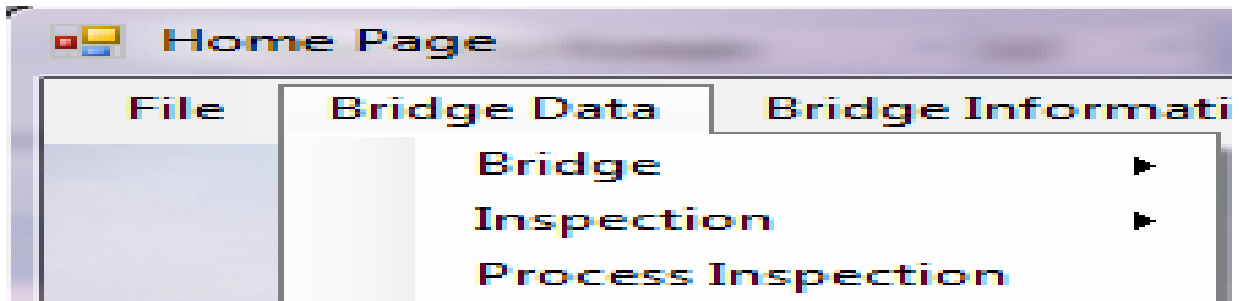 Home Page
File Bridge Data Bridge Informati
Bridge
Inspection
Process Inspection